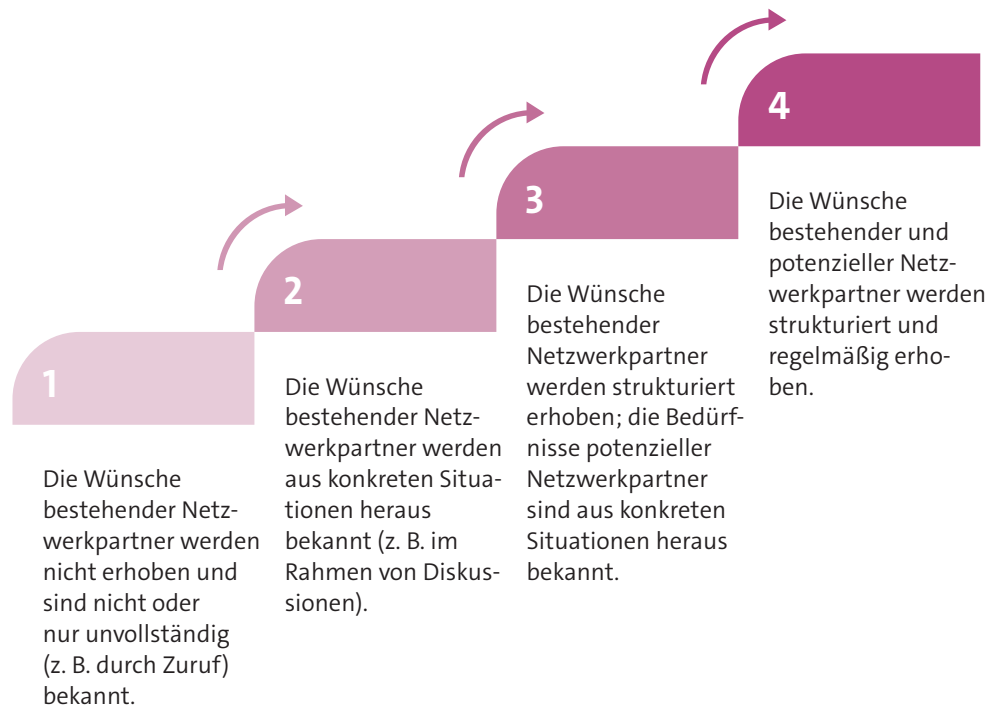 1
Die Wünsche
bestehender Netz-
werkpartner werden
nicht erhoben und
sind nicht oder
nur unvollständig
(z. B. durch Zuruf)
bekannt.
2
Die Wünsche
bestehender Netz-
werkpartner werden
aus konkreten Situa-
tionen heraus
bekannt (z. B. im
Rahmen von Diskus-
sionen).
3
Die Wünsche
bestehender
Netzwerkpartner
werden strukturiert
erhoben; die Bedürf-
nisse potenzieller
Netzwerkpartner
sind aus konkreten
Situationen heraus
bekannt.
4
Die Wünsche
bestehender und
potenzieller Netz-
werkpartner werden
strukturiert und
regelmäßig erho-
ben.